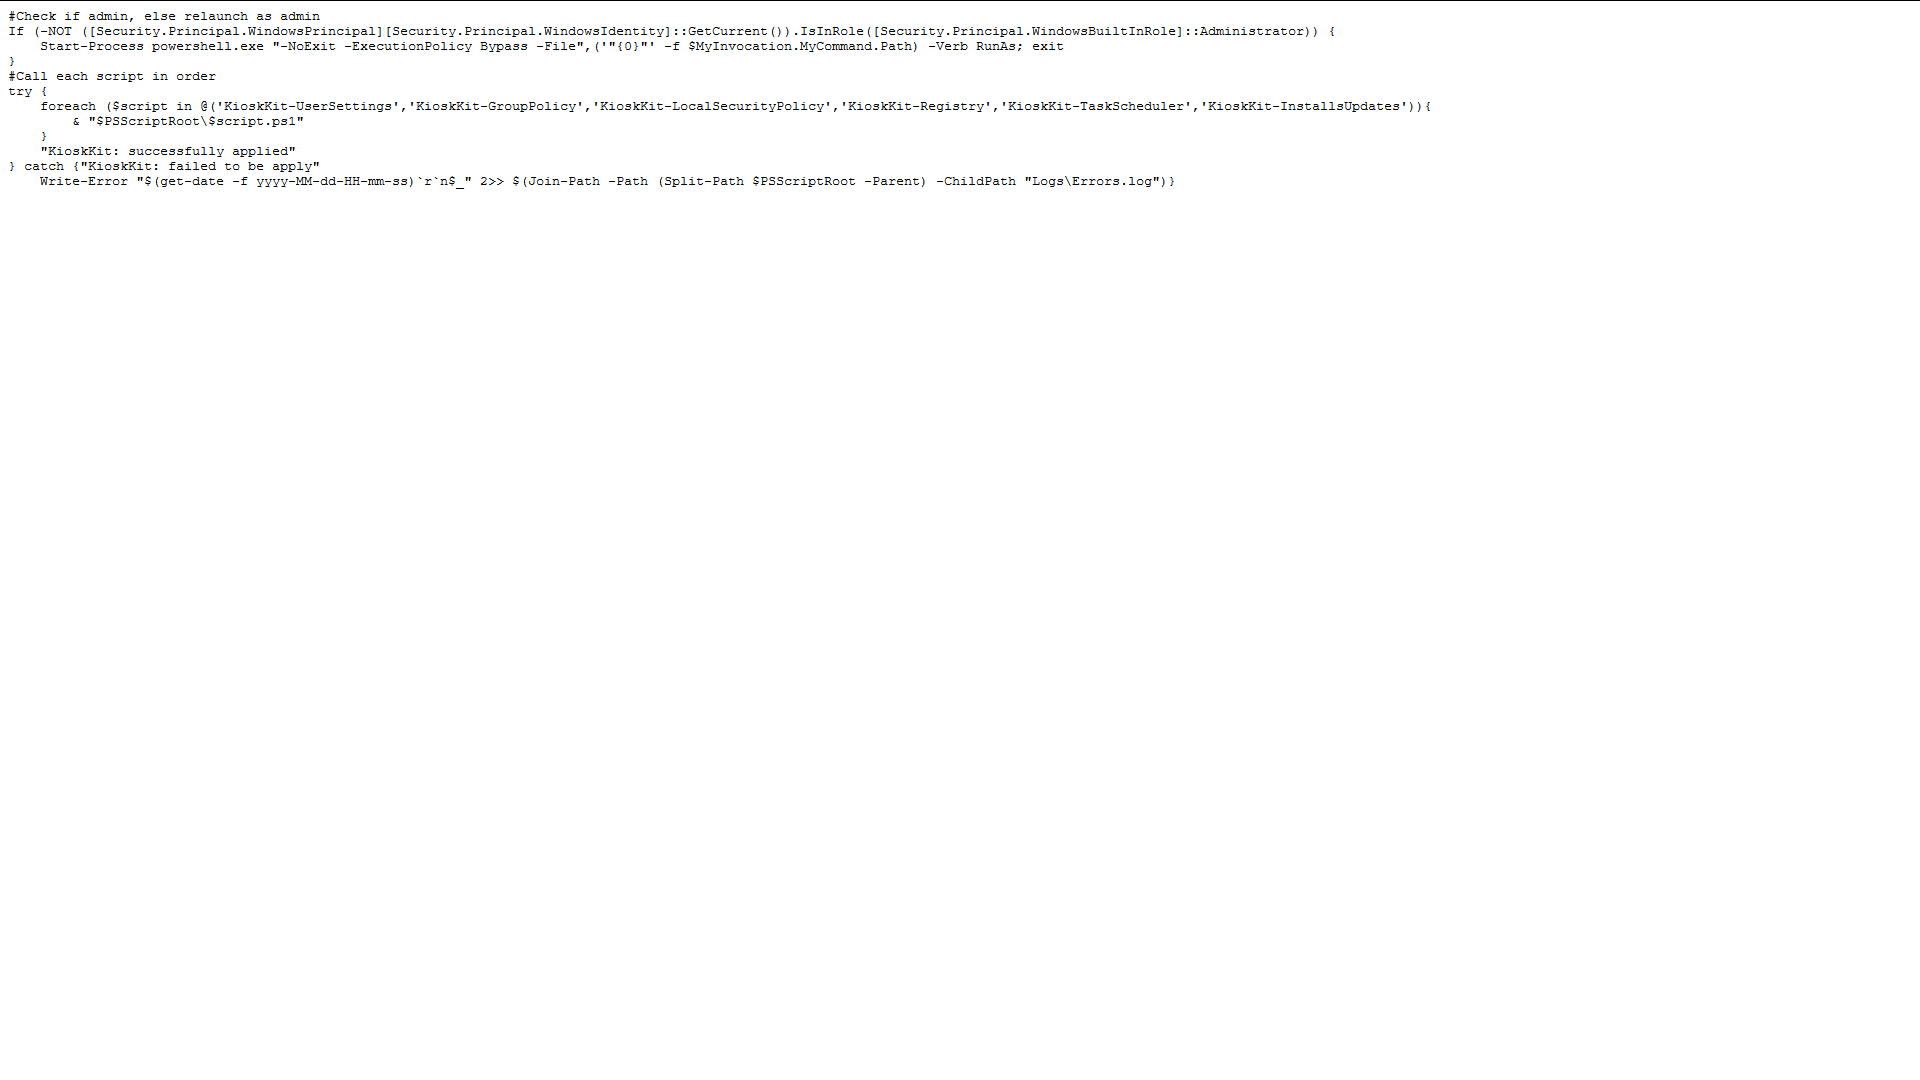 #Check if admin, else relaunch as admin
If (-NOT ([Security.Principal.WindowsPrincipal][Security.Principal.WindowsIdentity]::GetCurrent()).IsInRole([Security.Principal.WindowsBuiltInRole]::Administrator)) {
    Start-Process powershell.exe "-NoExit -ExecutionPolicy Bypass -File",('"{0}"' -f $MyInvocation.MyCommand.Path) -Verb RunAs; exit
}
#Call each script in order
try {
    foreach ($script in @('KioskKit-UserSettings','KioskKit-GroupPolicy','KioskKit-LocalSecurityPolicy','KioskKit-Registry','KioskKit-TaskScheduler','KioskKit-InstallsUpdates')){
        & "$PSScriptRoot\$script.ps1"
    }
    "KioskKit: successfully applied"
} catch {"KioskKit: failed to be apply"
    Write-Error "$(get-date -f yyyy-MM-dd-HH-mm-ss)`r`n$_" 2>> $(Join-Path -Path (Split-Path $PSScriptRoot -Parent) -ChildPath "Logs\Errors.log")}